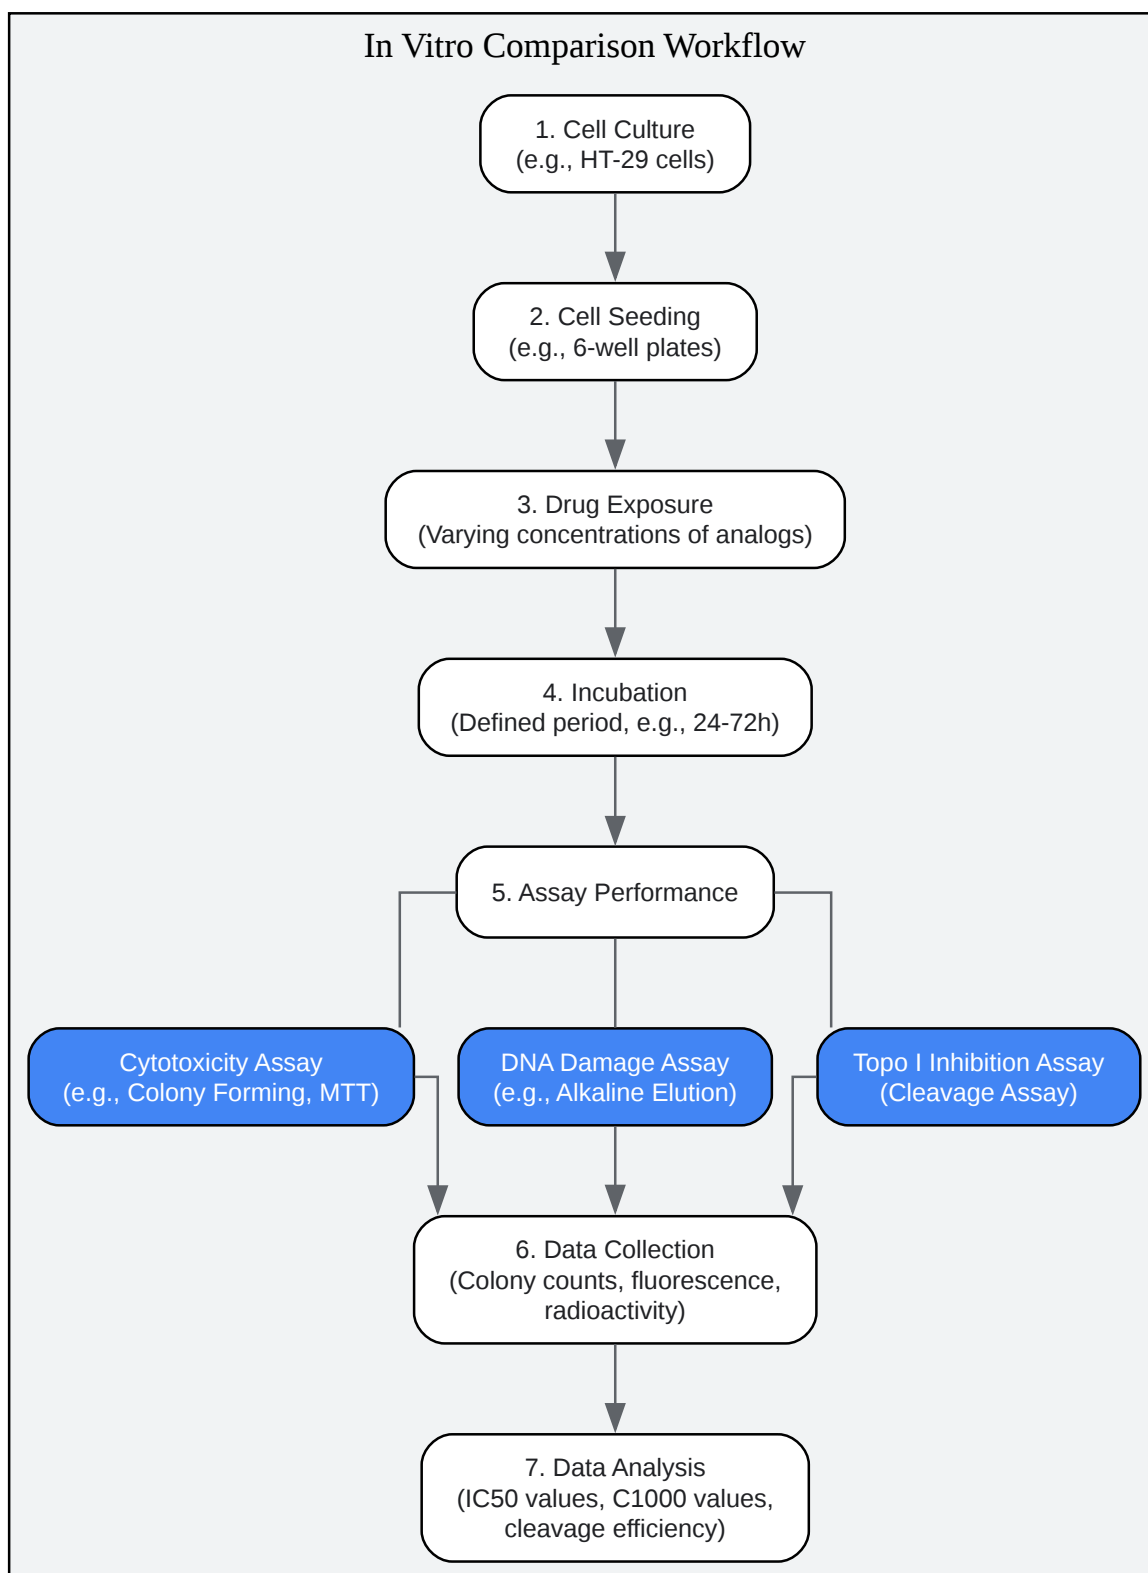 In Vitro Comparison Workflow
1. Cell Culture
(e.g., HT-29 cells)
2. Cell Seeding
(e.g., 6-well plates)
3. Drug Exposure
(Varying concentrations of analogs)
4. Incubation
(Defined period, e.g., 24-72h)
5. Assay Performance
Cytotoxicity Assay
(e.g., Colony Forming, MTT)
DNA Damage Assay
(e.g., Alkaline Elution)
Topo I Inhibition Assay
(Cleavage Assay)
6. Data Collection
(Colony counts, fluorescence,
radioactivity)
7. Data Analysis
(IC50 values, C1000 values,
cleavage efficiency)